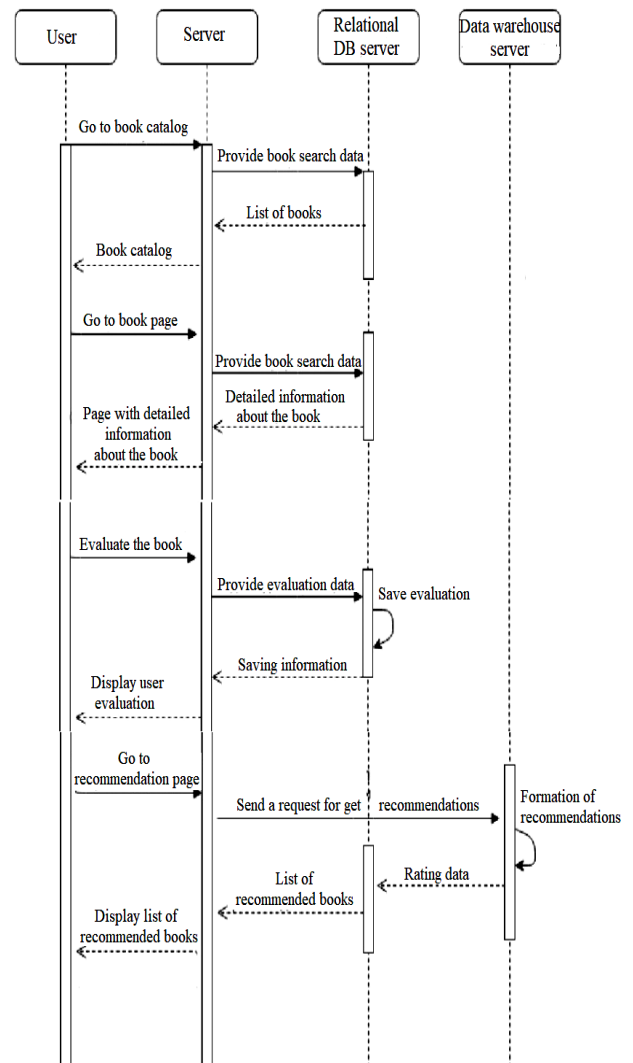 User
Server
Relational
DB server
Data warehouse
server
Go to book catalog
Provide book search data
List of books
Book catalog
Go to book page
Provide book search data
Detailed information
about the book
Page with detailed
information
about the book
Evaluate the book
Provide evaluation data
Save evaluation
Saving information
Display user
evaluation
Go to
recommendation page
Send a request for get recommendations
Formation of
recommendations
Rating data
List of
recommended books
Display list of
recommended books